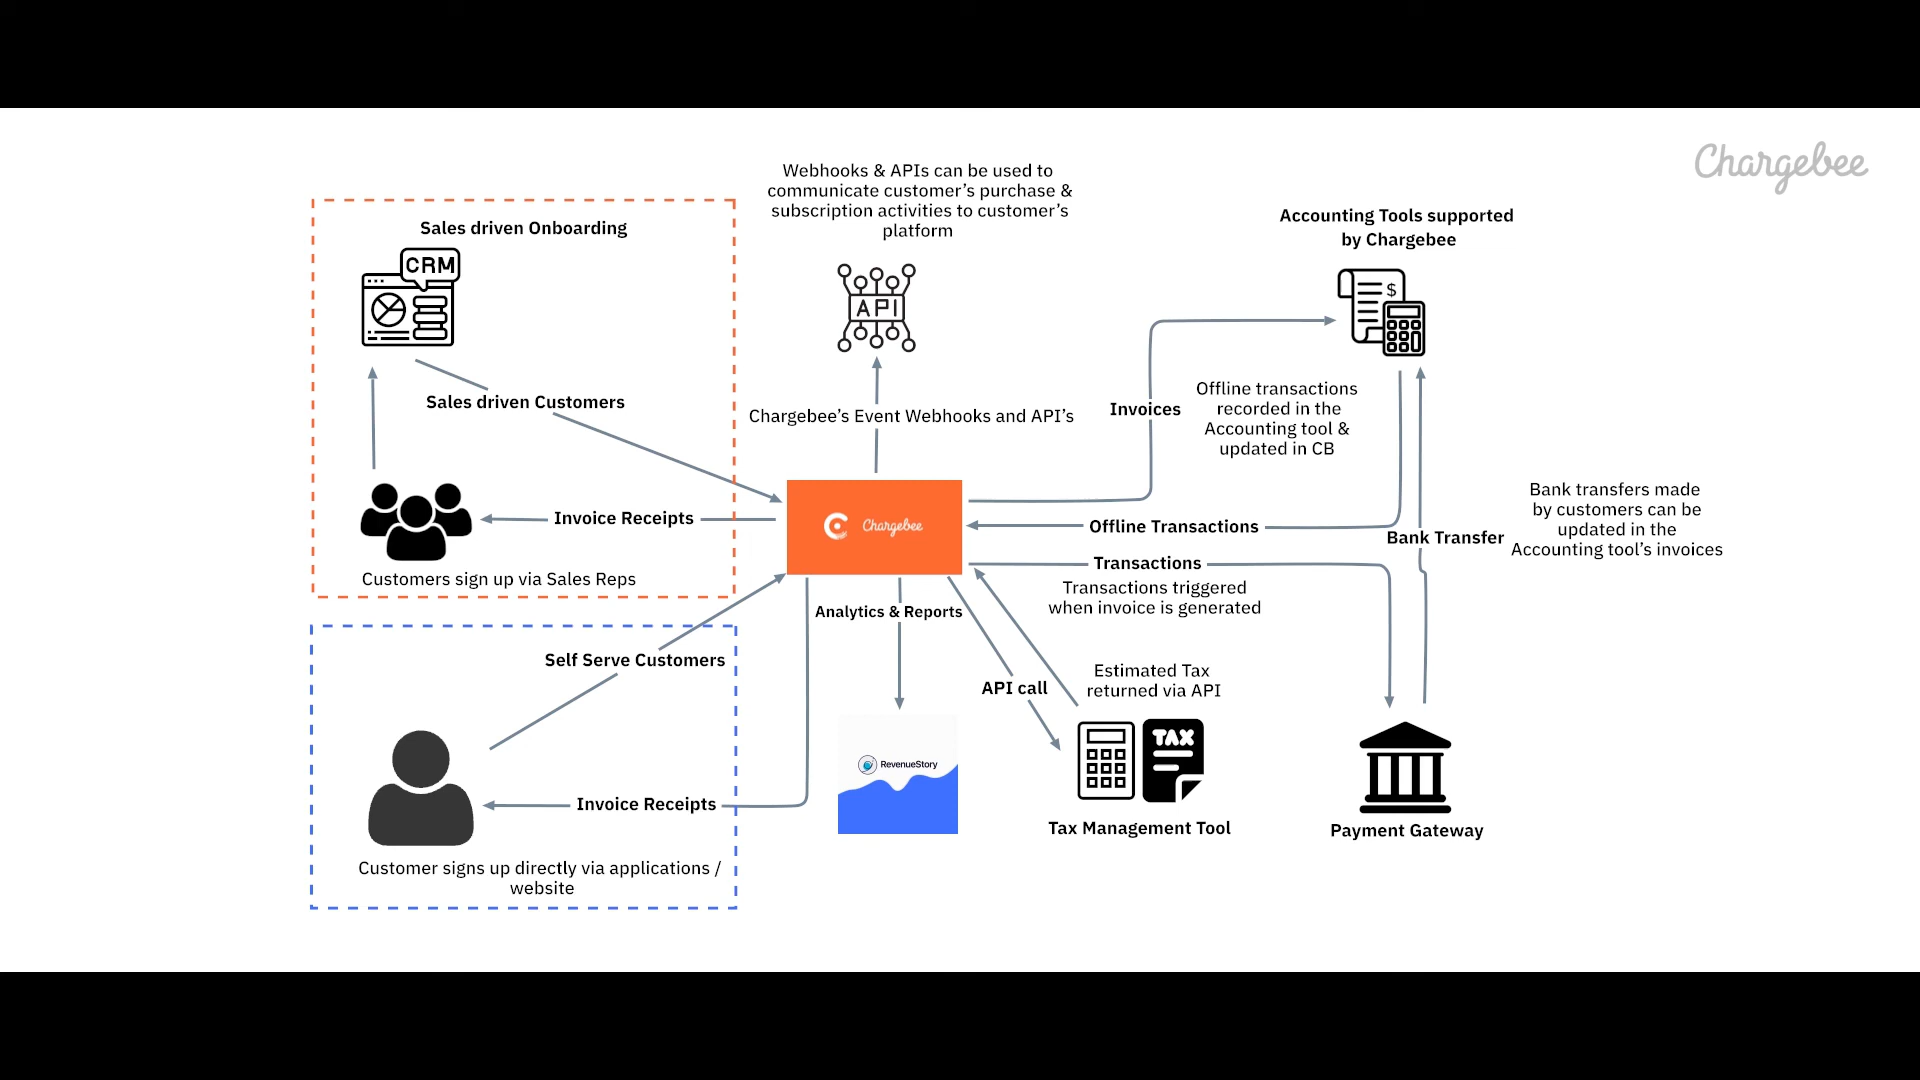 Chargebee
Webhooks & APIs can be used to
communicate customer’s purchase &
subscription activities to customer’s
platform
Sales driven Onboarding
CRM
Accounting Tools supported
by Chargebee
$
API
Sales driven Customers
Chargebee’s Event Webhooks and API’s
Invoices
Offline transactions
recorded in the
Accounting tool &
updated in CB
Invoice Receipts
Chargebee
Offline Transactions
Bank Transfer
Bank transfers made
by customers can be
updated in the
Accounting tool’s invoices
Customers sign up via Sales Reps
Transactions
Transactions triggered
when invoice is generated
Analytics & Reports
Self Serve Customers
API call
Estimated Tax
returned via API
RevenueStory
TAX
Invoice Receipts
Tax Management Tool
Payment Gateway
Customer signs up directly via applications /
website